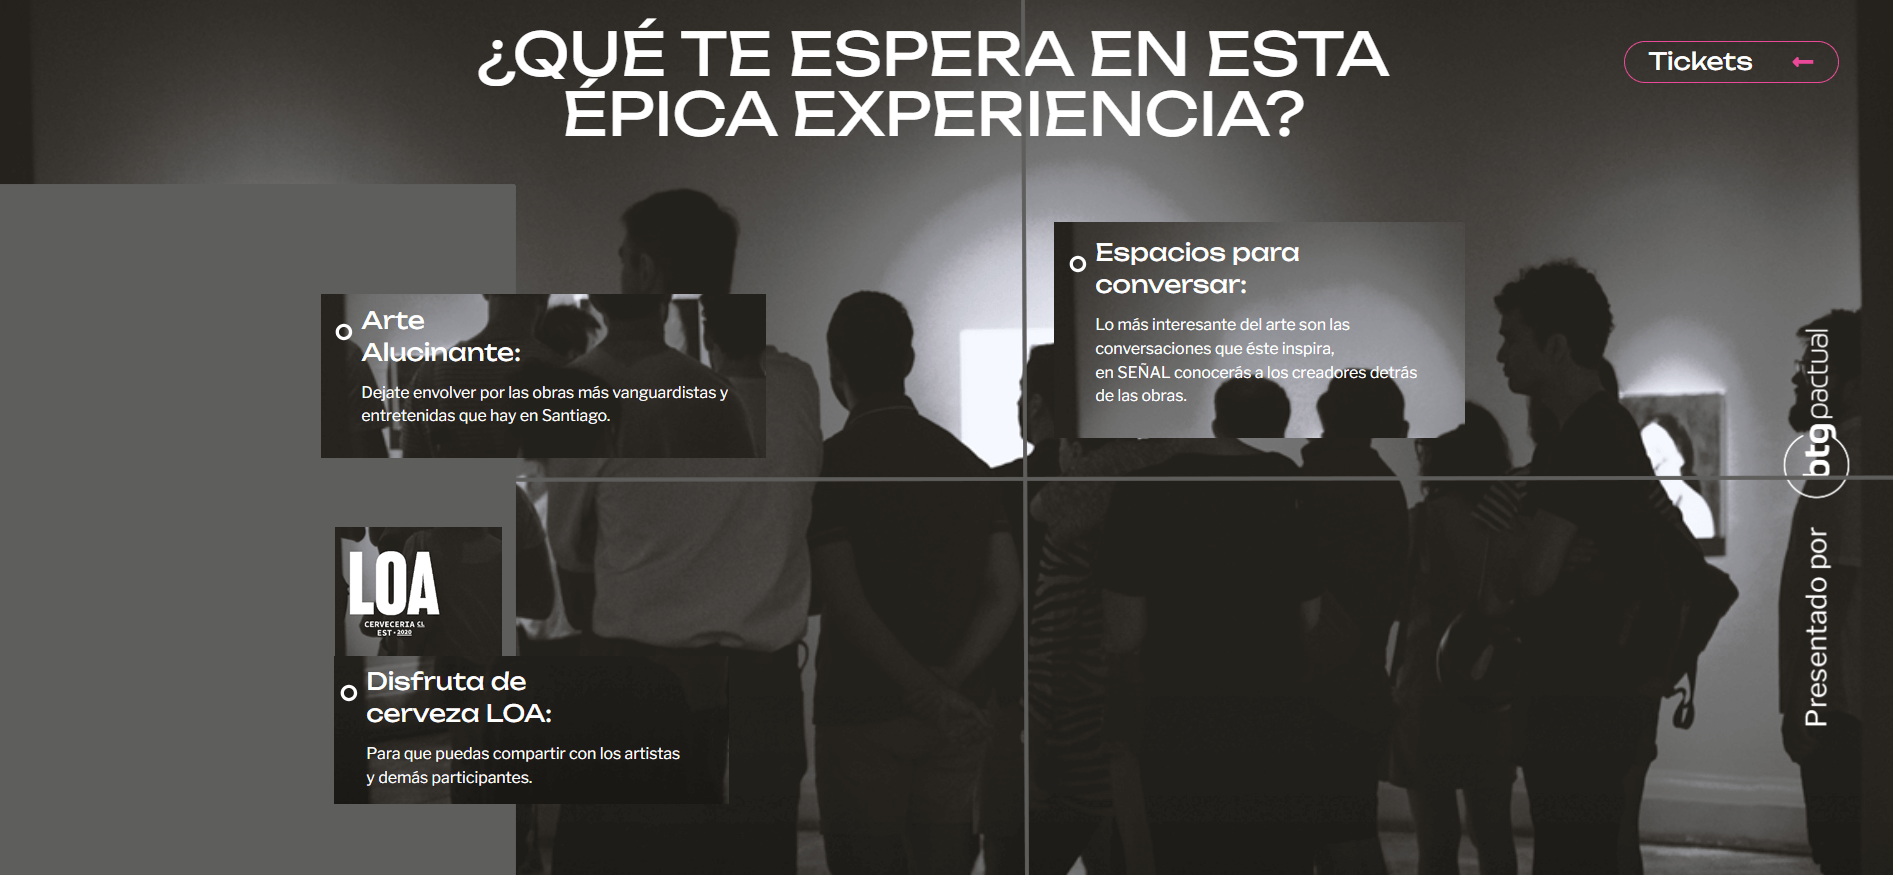 ¿QUÉ TE ESPERA EN ESTA
ÉPICA EXPERIENCIA?
Tickets
Arte
Alucinante:
Dejate envolver por las obras más vanguardistas y
entretenidas que hay en Santiago.
Espacios para
conversar:
Lo más interesante del arte son las
conversaciones que éste inspira,
en SEÑAL conocerás a los creadores detrás
de las obras.
LOA
CERVECERIA CL
EST • 2020
Disfruta de
cerveza LOA:
Para que puedas compartir con los artistas
y demás participantes.
Presentado por btgpactual